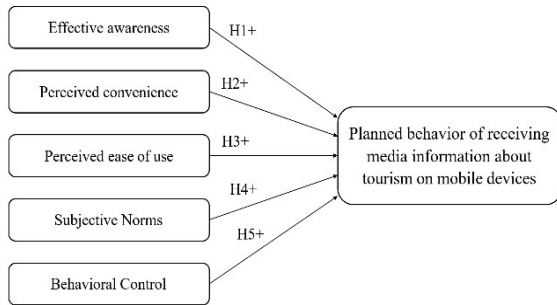 Effective awareness
H1+
Perceived convenience
H2+
Perceived ease of use
H3+
Subjective Norms
H4+
Behavioral Control
H5+
Planned behavior of receiving
media information about
tourism on mobile devices